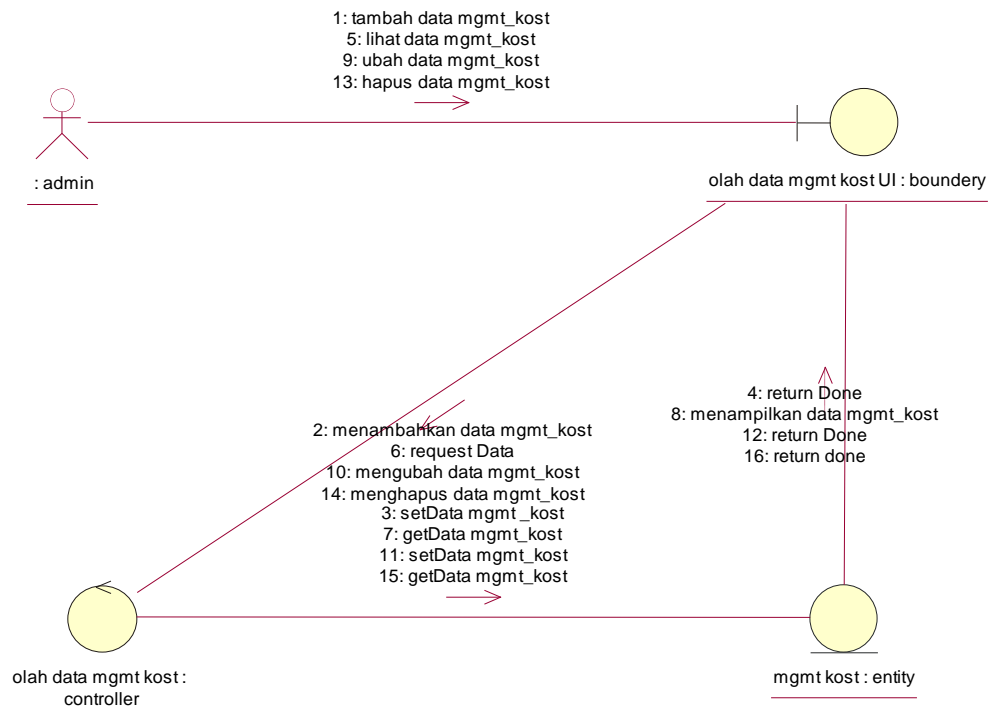 1: tambah data mgmt_kost
5: lihat data mgmt_kost
9: ubah data mgmt_kost
13: hapus data mgmt_kost
: admin
olah data mgmt kost UI : boundery
2: menambahkan data mgmt_kost
6: request Data
10: mengubah data mgmt_kost
14: menghapus data mgmt_kost
3: setData mgmt _kost
7: getData mgmt_kost
11: setData mgmt_kost
15: getData mgmt_kost
4: return Done
8: menampilkan data mgmt_kost
12: return Done
16: return done
olah data mgmt kost :
controller
mgmt kost : entity